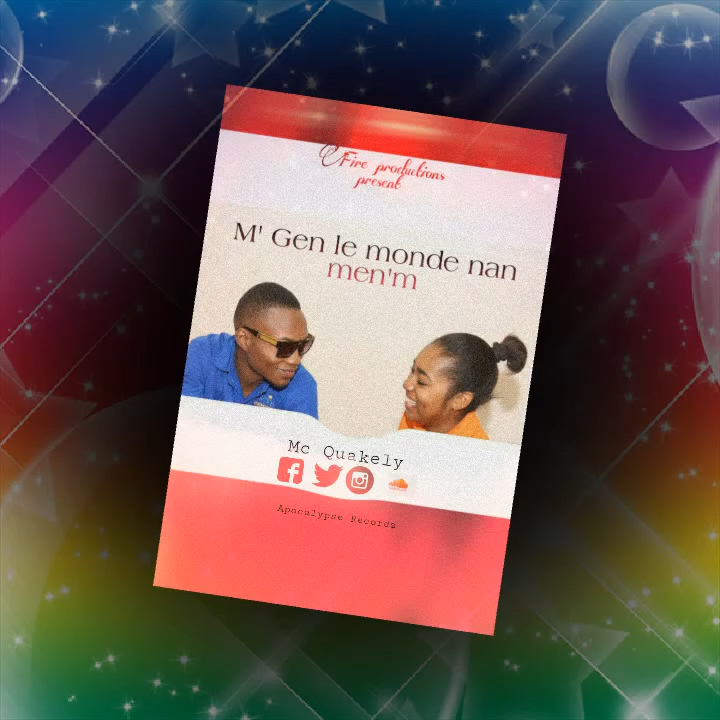 Fire productions
present
M' Gen le monde nan
men'm
Mc Quakely
Apocalypse Records